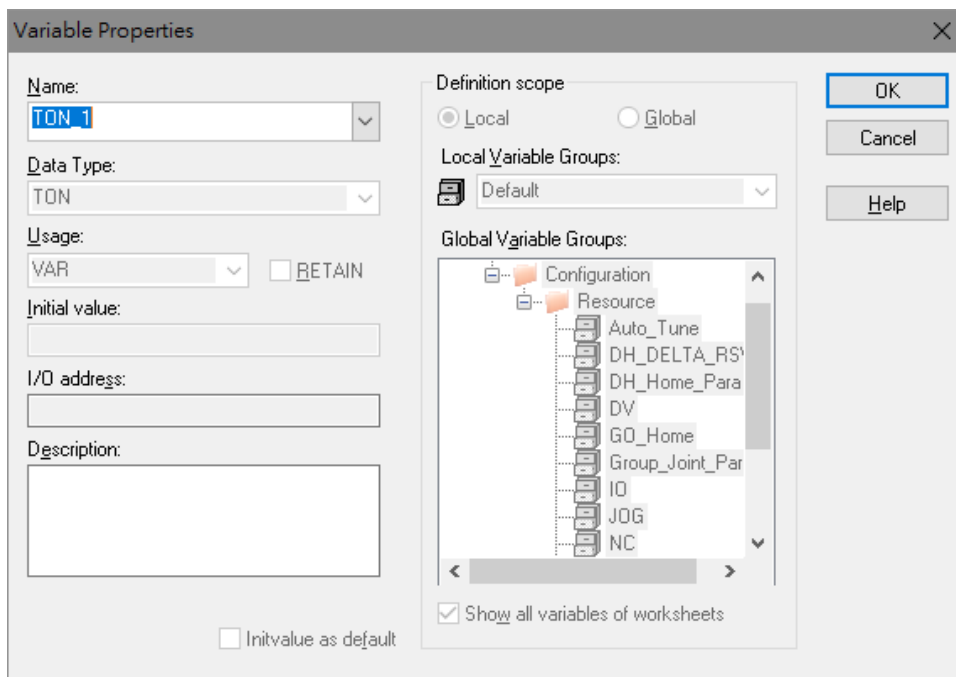 Variable Properties
Name:
TON_1
Data Type:
TON
Usage:
VAR
RETAIN
Initial value:
I/O address:
Description:
Initvalue as default
Definition scope
Local
Global
Local Variable Groups:
Default
Global Variable Groups:
Configuration
Resource
Auto_Tune
DH_DELTA_RS
DH_Home_Para
DV
GO_Home
Group_Joint_Par
IO
JOG
NC
Show all variables of worksheets
OK
Cancel
Help